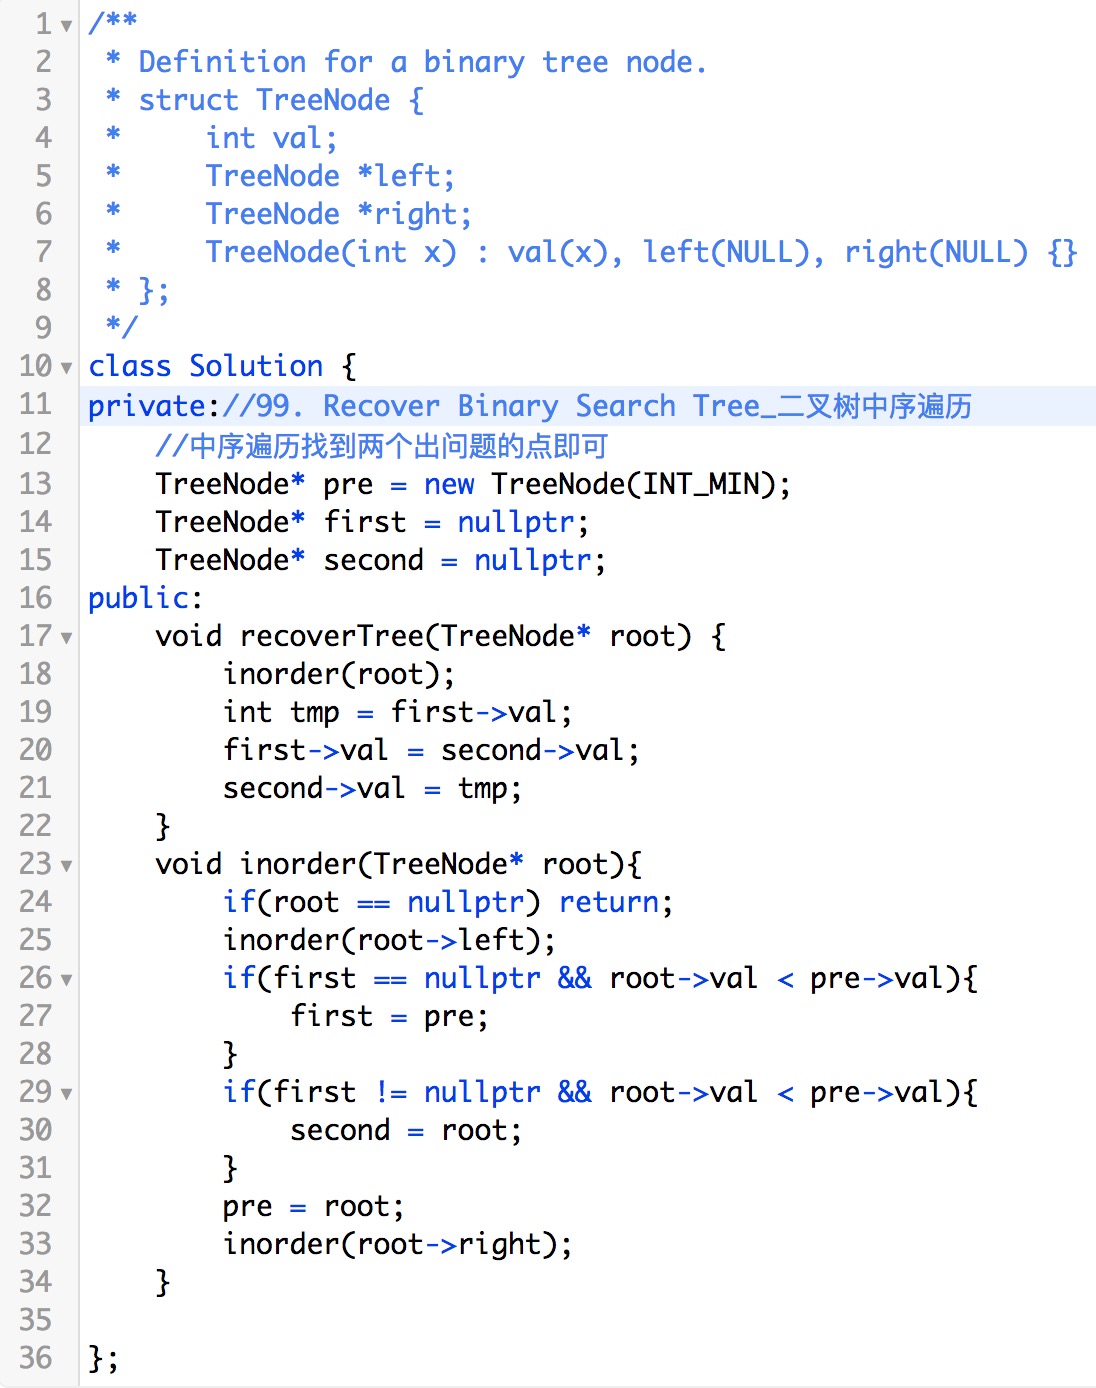 1 /**
2  * Definition for a binary tree node.
3  * struct TreeNode {
4  *     int val;
5  *     TreeNode *left;
6  *     TreeNode *right;
7  *     TreeNode(int x) : val(x), left(NULL), right(NULL) {}
8  * };
9  */
10 class Solution {
11 private://99. Recover Binary Search Tree_二叉树中序遍历
12     //中序遍历找到两个出问题的点即可
13     TreeNode* pre = new TreeNode(INT_MIN);
14     TreeNode* first = nullptr;
15     TreeNode* second = nullptr;
16 public:
17     void recoverTree(TreeNode* root) {
18         inorder(root);
19         int tmp = first->val;
20         first->val = second->val;
21         second->val = tmp;
22     }
23     void inorder(TreeNode* root){
24         if(root == nullptr) return;
25         inorder(root->left);
26         if(first == nullptr && root->val < pre->val){
27             first = pre;
28         }
29         if(first != nullptr && root->val < pre->val){
30             second = root;
31         }
32         pre = root;
33         inorder(root->right);
34     }
35
36 };